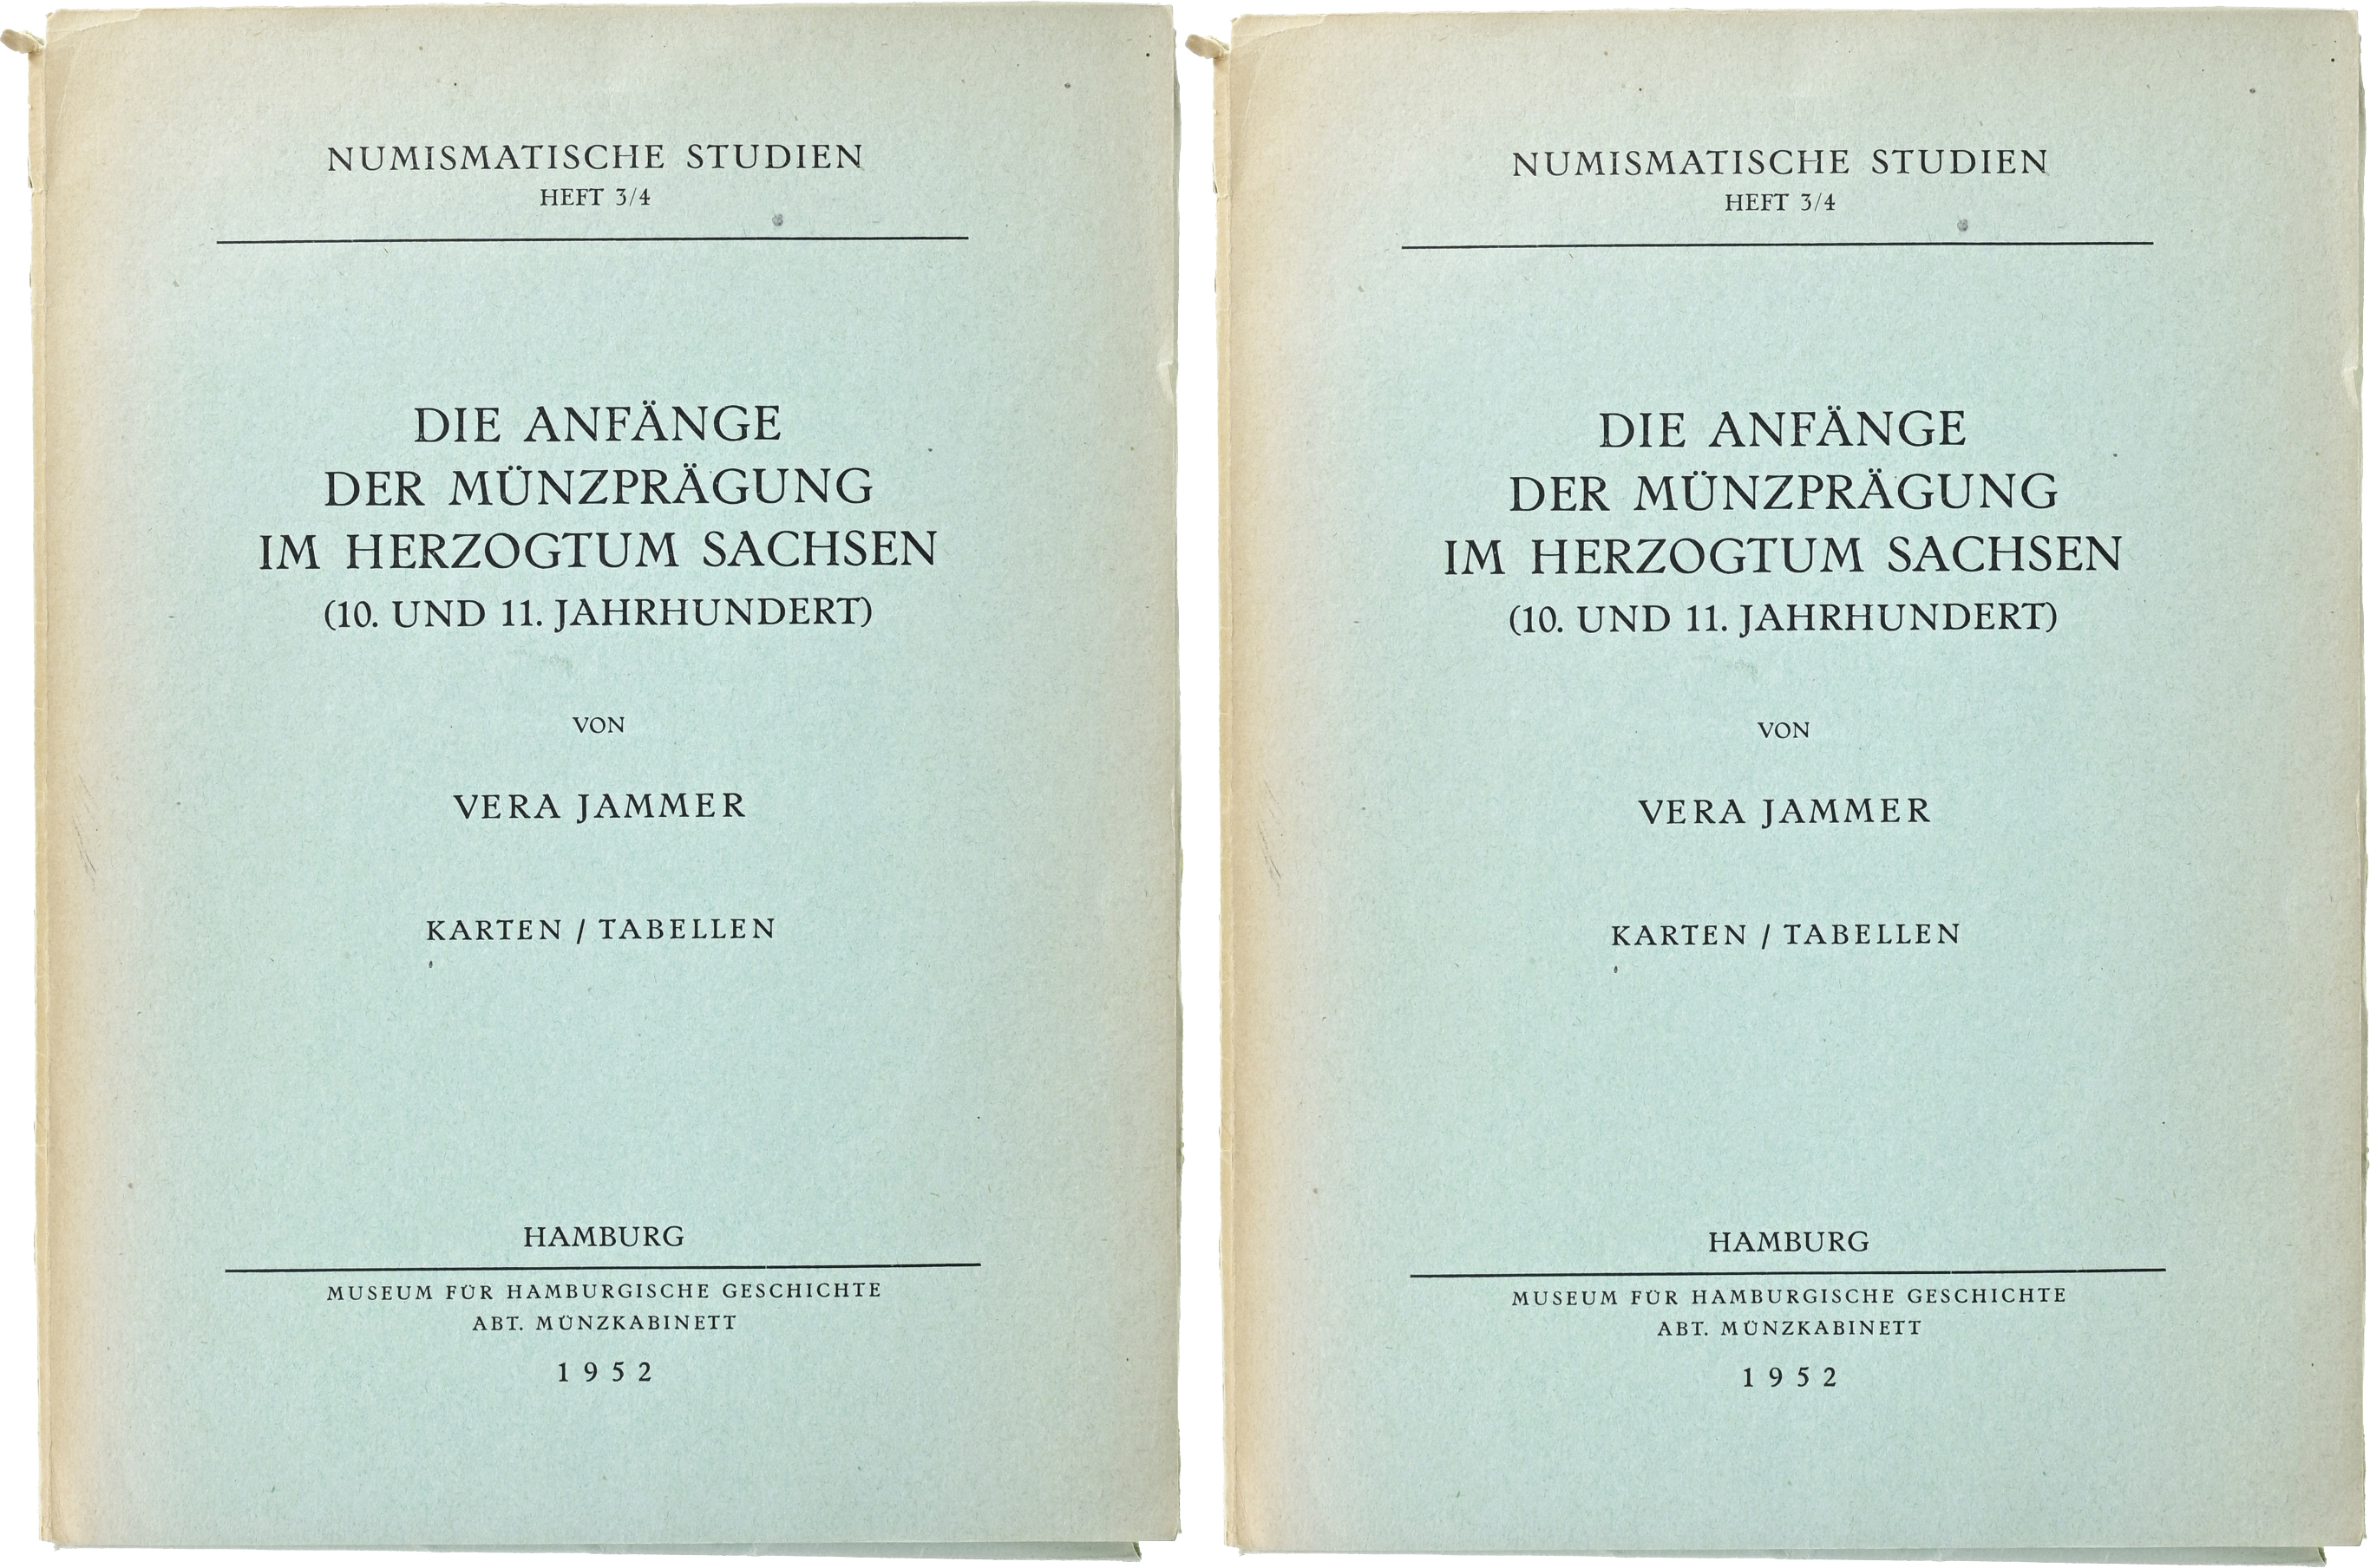 NUMISMATISCHE STUDIEN
HEFT 3/4
DIE ANFÄNGE
DER MÜNZPRÄGUNG
IM HERZOGTUM SACHSEN
(10. UND 11. JAHRHUNDERT)
VON
VERA JAMMER
KARTEN / TABELLEN
HAMBURG
MUSEUM FÜR HAMBURGISCHE GESCHICHTE
ABT. MÜNZKABINETT
1952
NUMISMATISCHE STUDIEN
HEFT 3/4
DIE ANFÄNGE
DER MÜNZPRÄGUNG
IM HERZOGTUM SACHSEN
(10. UND 11. JAHRHUNDERT)
VON
VERA JAMMER
KARTEN / TABELLEN
HAMBURG
MUSEUM FÜR HAMBURGISCHE GESCHICHTE
ABT. MÜNZKABINETT
1952